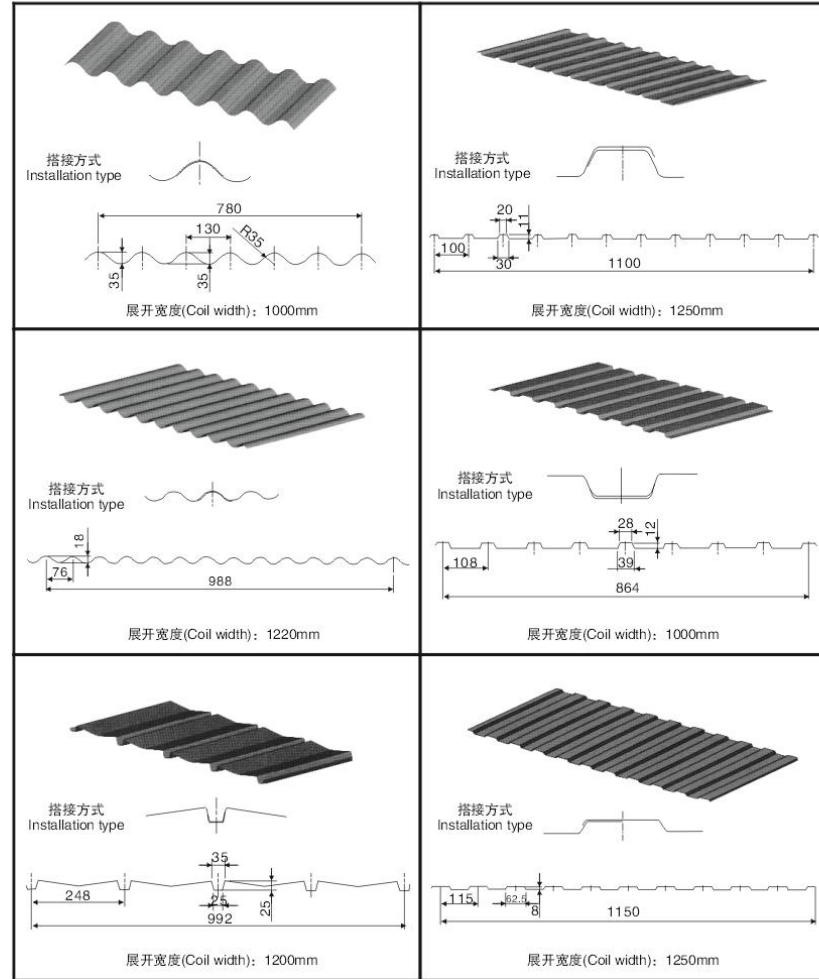 搭接方式
Installation type
780
130
R35
35
35
展开宽度(Coil width)：1000mm
搭接方式
Installation type
20
11
100
30
1100
展开宽度(Coil width)：1250mm
搭接方式
Installation type
18
76
988
展开宽度(Coil width)：1220mm
搭接方式
Installation type
28
12
108
39
864
展开宽度(Coil width)：1000mm
搭接方式
Installation type
35
248
25
25
992
展开宽度(Coil width)：1200mm
搭接方式
Installation type
115
62.5
8
1150
展开宽度(Coil width)：1250mm